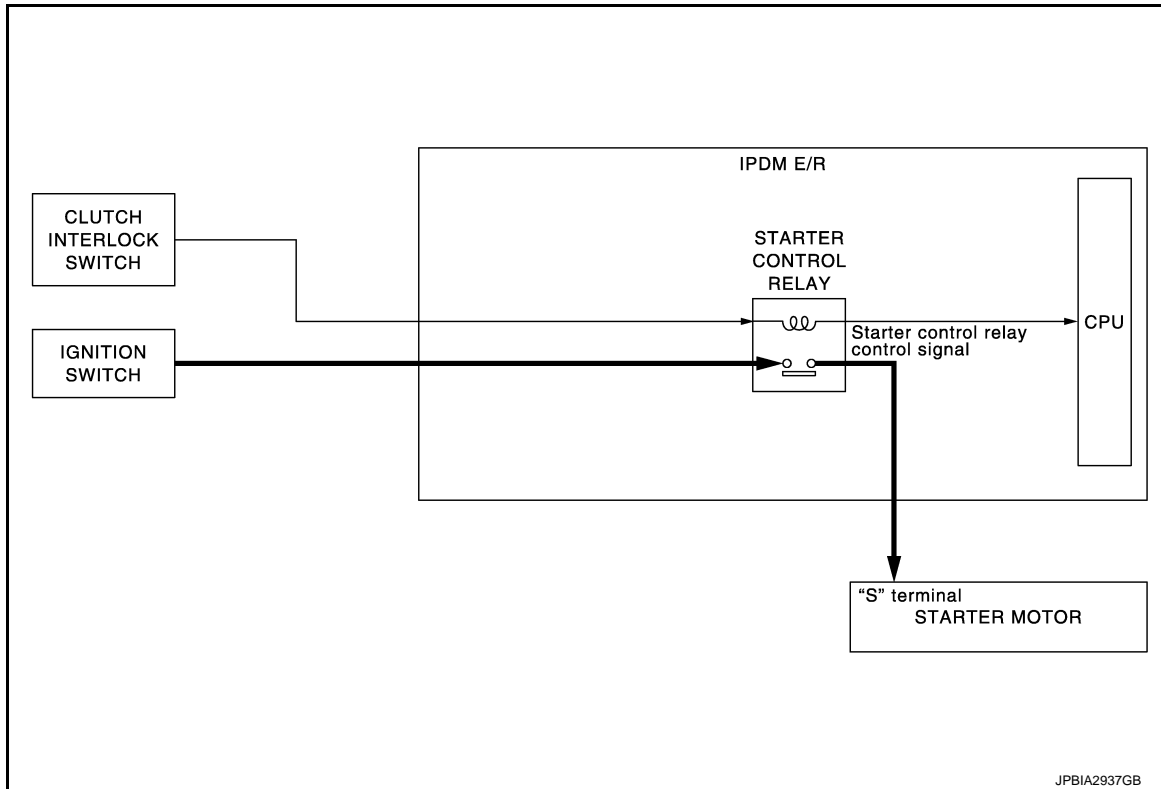 IPDM E/R
CLUTCH
INTERLOCK
SWITCH
STARTER
CONTROL
RELAY
IGNITION
SWITCH
Starter control relay
control signal
CPU
“S” terminal
STARTER MOTOR
JPBIA2937GB